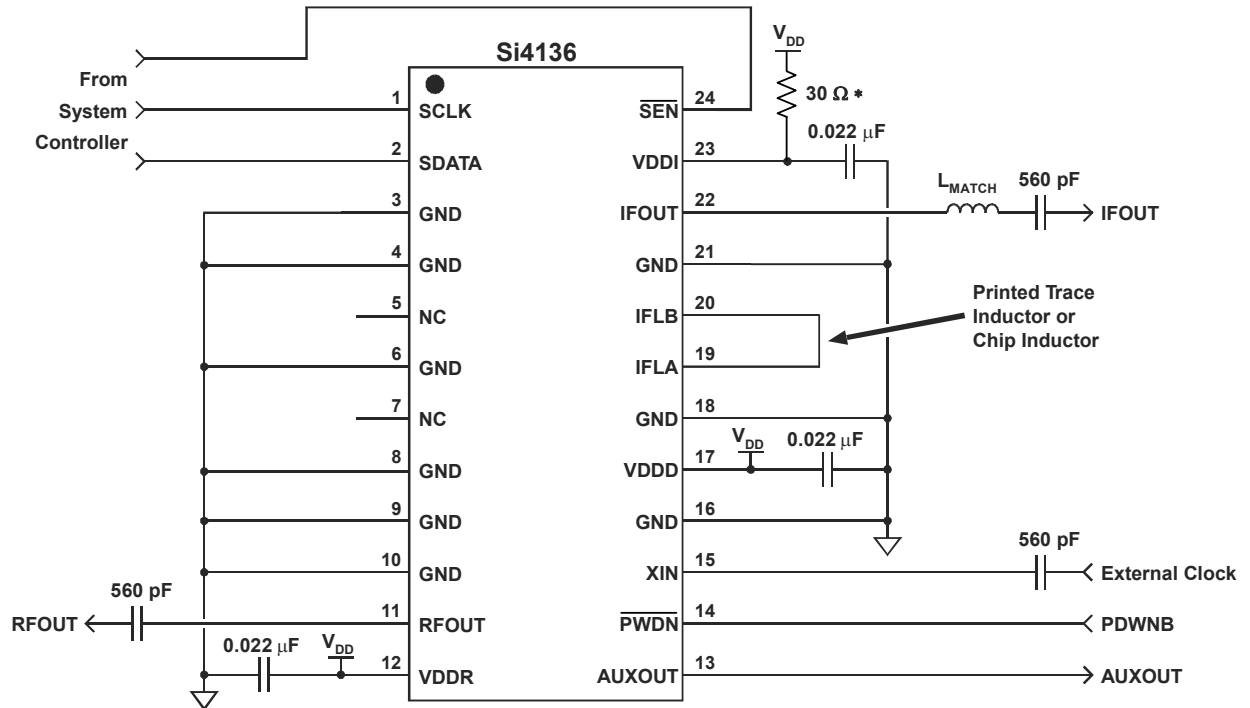 Si4136
From
System
Controller
1
SCLK
2
SDATA
3
GND
4
GND
5
NC
6
GND
7
NC
8
GND
9
GND
10
GND
560 pF
RFOUT
11
RFOUT
0.022 μF
VDD
12
VDDR
VDD
30 Ω *
24
SEN
0.022 μF
23
VDDI
LMATCH
560 pF
22
IFOUT
IFOUT
21
GND
20
IFLB
Printed Trace
Inductor or
Chip Inductor
19
IFLA
18
GND
VDD
0.022 μF
17
VDDD
16
GND
560 pF
15
XIN
External Clock
14
PWDN
PDWNB
13
AUXOUT
AUXOUT